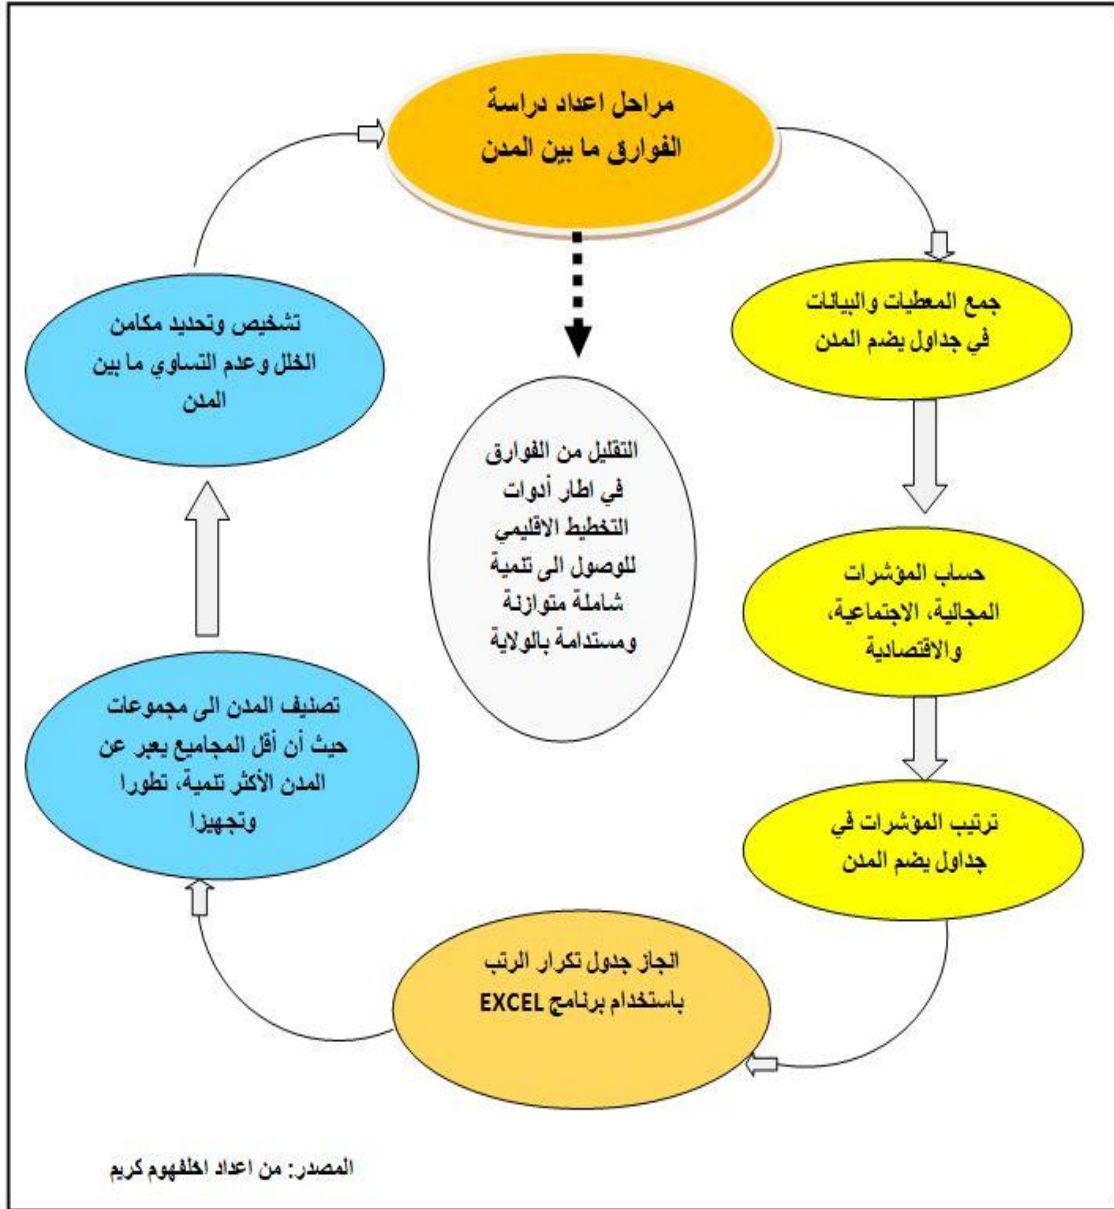 مراحل اعداد دراسة
الفوارق ما بين المدن
جمع المعطيات والبيانات
في جداول يضم المدن
حساب المؤشرات
المجالية، الاجتماعية،
والاقتصادية
ترتيب المؤشرات في
جداول يضم المدن
انجاز جدول تكرار الرتب
باستخدام برنامج EXCEL
تصنيف المدن الى مجموعات
حيث أن أقل المجاميع يعبر عن
المدن الأكثر تنمية، تطورا
وتجهيزا
تشخيص وتحديد مكامن
الخلل وعدم التساوي ما بين
المدن
التقليل من الفوارق
في اطار أدوات
التخطيط الاقليمي
للوصول الى تنمية
شاملة متوازنة
ومستدامة بالولاية
المصدر: من اعداد اخلفهوم كريم